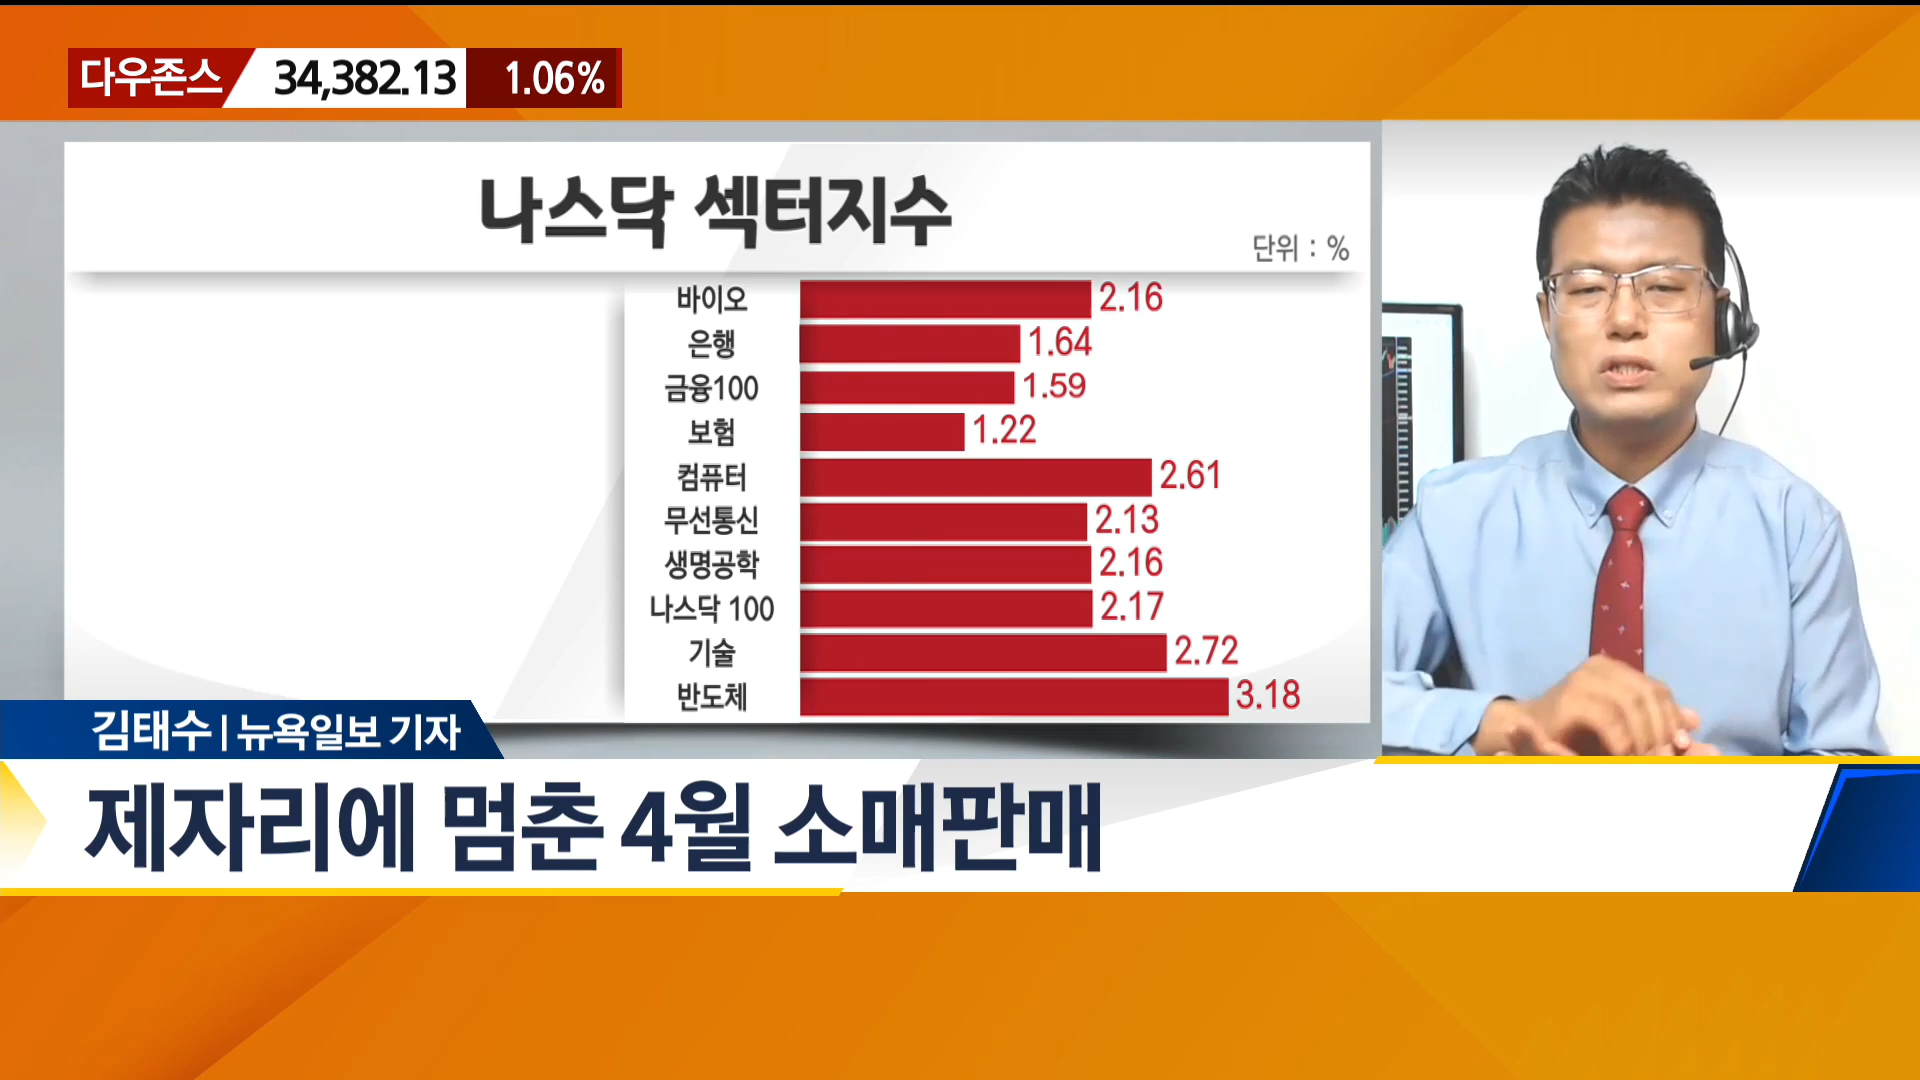 다우존스 34,382.13 1.06%
나스닥 섹터지수
단위 : %
바이오 2.16
은행 1.64
금융100 1.59
보험 1.22
컴퓨터 2.61
무선통신 2.13
생명공학 2.16
나스닥 100 2.17
기술 2.72
반도체 3.18
김태수 | 뉴욕일보 기자
제자리에 멈춘 4월 소매판매